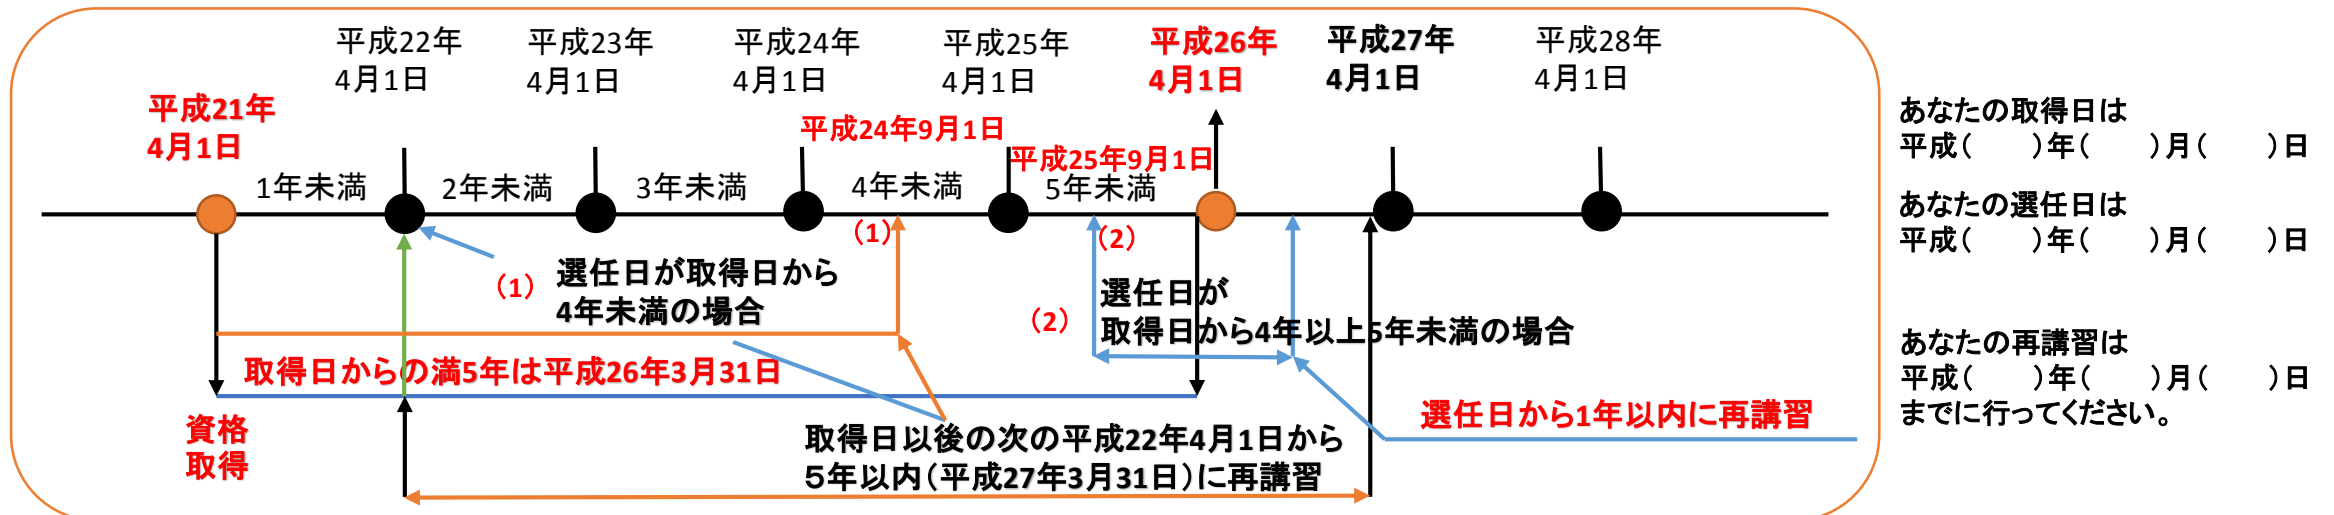 平成22年
4月1日
平成23年
4月1日
平成24年
4月1日
平成25年
4月1日
平成26年
4月1日
平成27年
4月1日
平成28年
4月1日
平成21年
4月1日
平成24年9月1日
平成25年9月1日
1年未満
2年未満
3年未満
4年未満
5年未満
（1）
（2）
（1）
選任日が取得日から
4年未満の場合
（2）
選任日が
取得日から4年以上5年未満の場合
取得日からの満5年は平成26年3月31日
資格
取得
選任日から1年以内に再講習
取得日以後の次の平成22年4月1日から
５年以内（平成27年3月31日）に再講習
あなたの取得日は
平成（　　）年（　　）月（　　）日
あなたの選任日は
平成（　　）年（　　）月（　　）日
あなたの再講習は
平成（　　）年（　　）月（　　）日
までに行ってください。